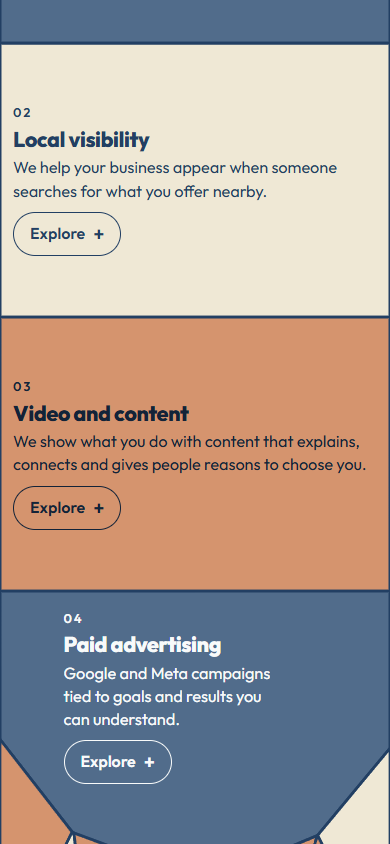 02
Local visibility
We help your business appear when someone
searches for what you offer nearby.
Explore +
03
Video and content
We show what you do with content that explains,
connects and gives people reasons to choose you.
Explore +
04
Paid advertising
Google and Meta campaigns
tied to goals and results you
can understand.
Explore +